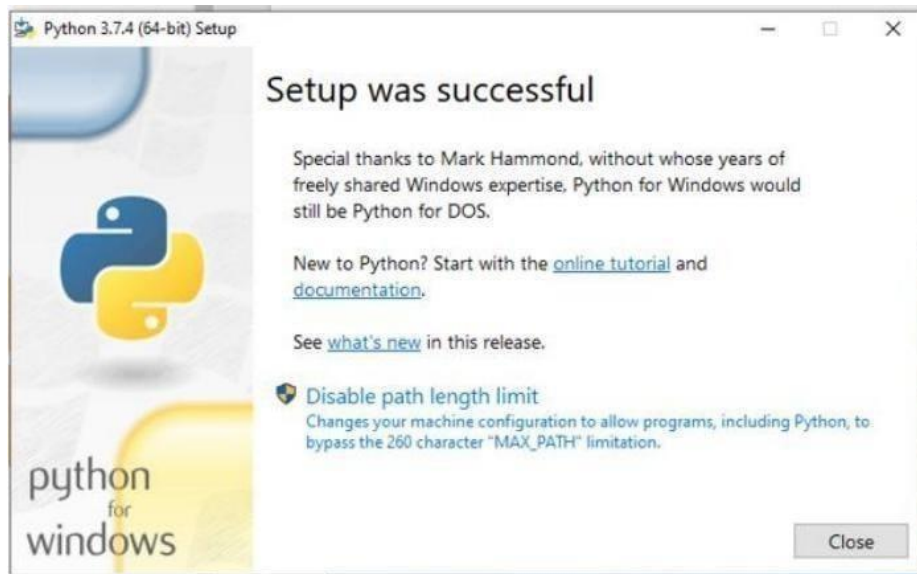 Python 3.7.4 (64-bit) Setup
Setup was successful
Special thanks to Mark Hammond, without whose years of
freely shared Windows expertise, Python for Windows would
still be Python for DOS.
New to Python? Start with the online tutorial and
documentation.
See what's new in this release.
Disable path length limit
Changes your machine configuration to allow programs, including Python, to
bypass the 260 character "MAX_PATH" limitation.
python
for
windows
Close